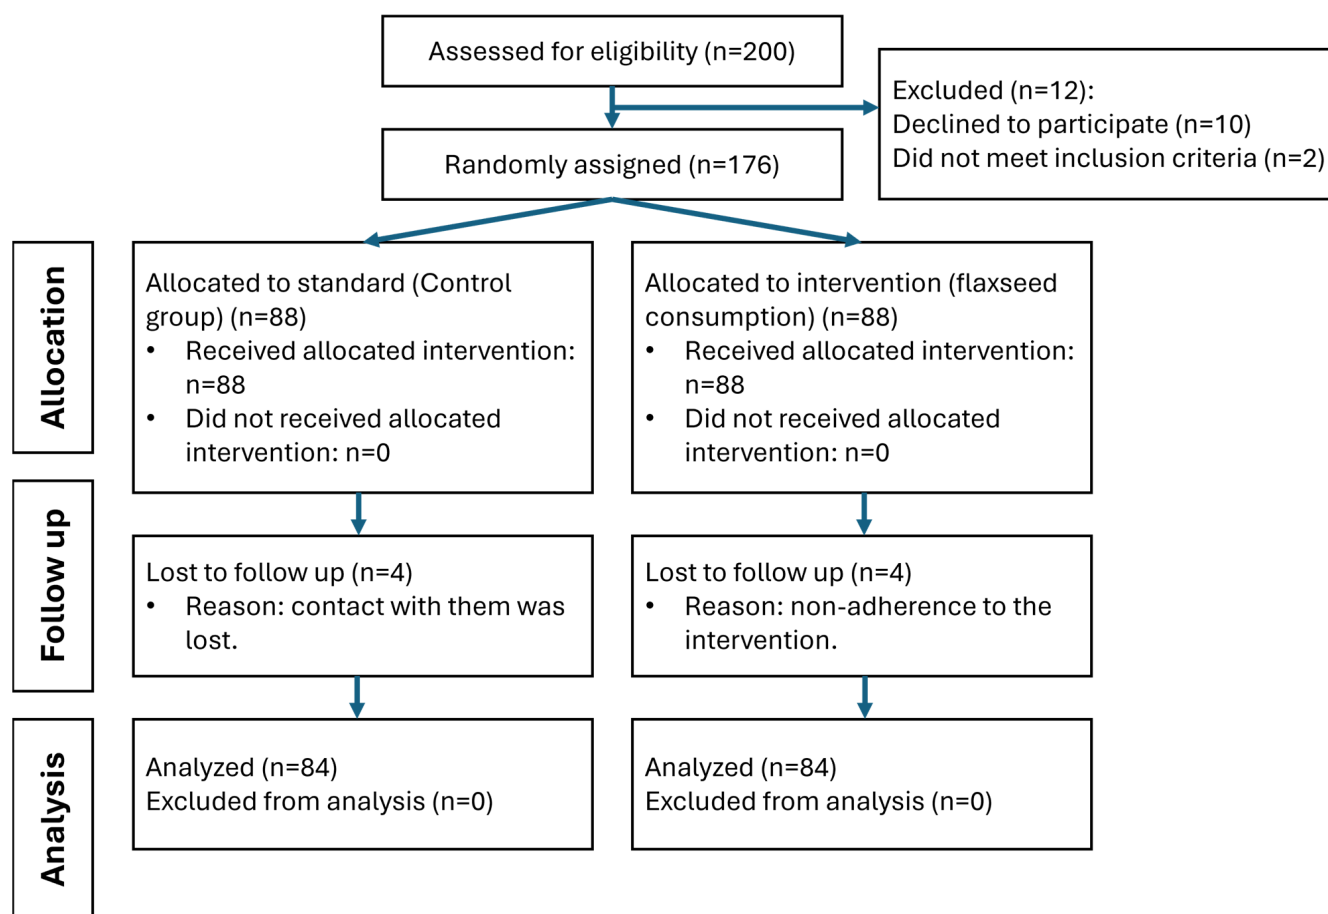 Assessed for eligibility (n=200)
Excluded (n=12):
Declined to participate (n=10)
Did not meet inclusion criteria (n=2)
Randomly assigned (n=176)
Allocation
Allocated to standard (Control
group) (n=88)
• Received allocated intervention:
n=88
• Did not received allocated
intervention: n=0
Allocated to intervention (flaxseed
consumption) (n=88)
• Received allocated intervention:
n=88
• Did not received allocated
intervention: n=0
Follow up
Lost to follow up (n=4)
• Reason: contact with them was
lost.
Lost to follow up (n=4)
• Reason: non-adherence to the
intervention.
Analysis
Analyzed (n=84)
Excluded from analysis (n=0)
Analyzed (n=84)
Excluded from analysis (n=0)